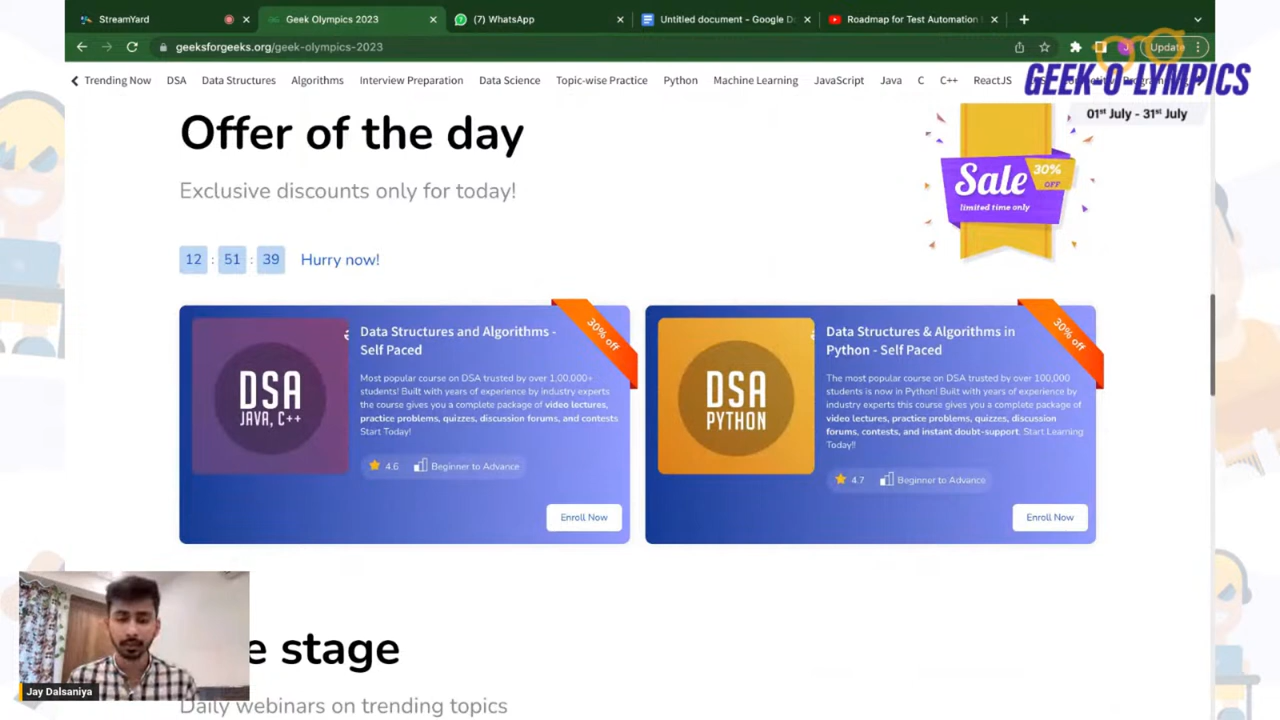 StreamYard
Geek Olympics 2023
(7) WhatsApp
Untitled document - Google Do
Roadmap for Test Automation
geeksforgeeks.org/geek-olympics-2023
Update
Trending Now DSA Data Structures Algorithms Interview Preparation Data Science Topic-wise Practice Python Machine Learning JavaScript Java C C++ ReactJS
GEEK-O-LYMPICS
01st July - 31st July
Offer of the day
Exclusive discounts only for today!
Sale 30% OFF
limited time only
12 : 51 : 39 Hurry now!
DSA
JAVA, C++
Data Structures and Algorithms -
Self Paced
30% off
Most popular course on DSA trusted by over 1,00,000+
students! Built with years of experience by industry experts
the course gives you a complete package of video lectures,
practice problems, quizzes, discussion forums, and contests
Start Today!
4.6 Beginner to Advance
Enroll Now
DSA
PYTHON
Data Structures & Algorithms in
Python - Self Paced
30% off
The most popular course on DSA trusted by over 100,000
students is now in Python! Built with years of experience by
industry experts this course gives you a complete package of
video lectures, practice problems, quizzes, discussion
forums, contests, and instant doubt-support. Start Learning
Today!!
4.7 Beginner to Advance
Enroll Now
e stage
Daily webinars on trending topics
Jay Dalsaniya